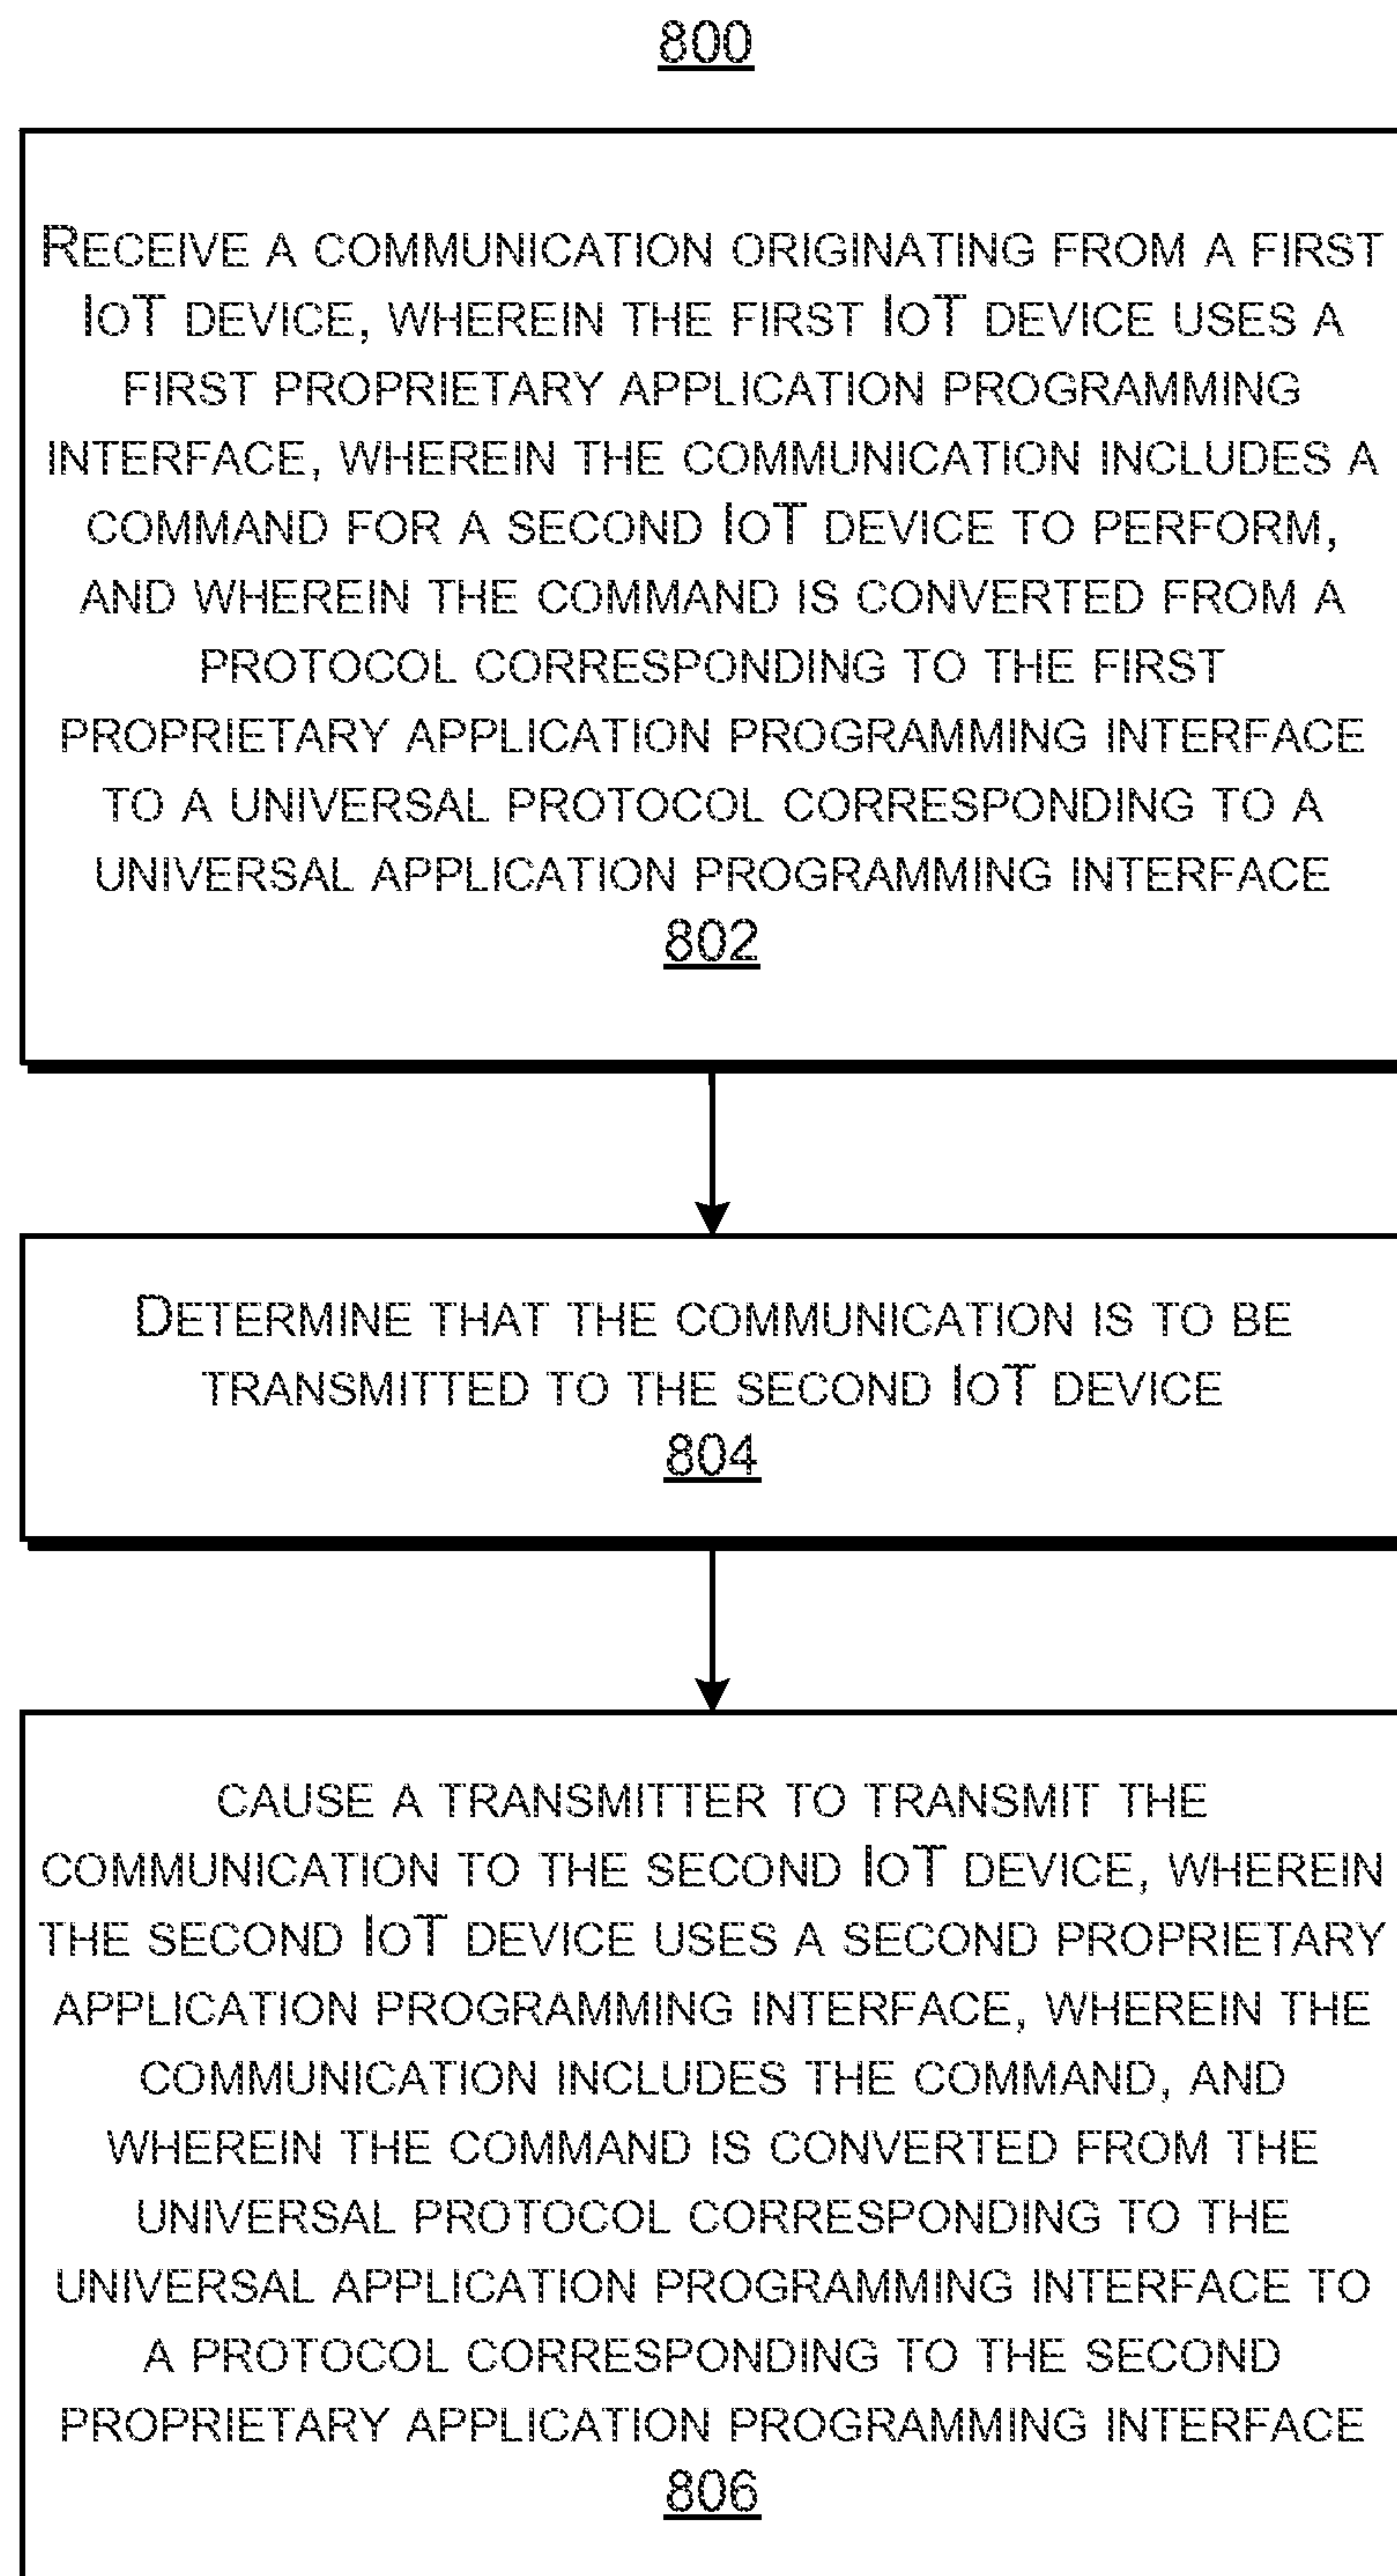 800
RECEIVE A COMMUNICATION ORIGINATING FROM A FIRST
IOT DEVICE, WHEREIN THE FIRST IOT DEVICE USES A
FIRST PROPRIETARY APPLICATION PROGRAMMING
INTERFACE, WHEREIN THE COMMUNICATION INCLUDES A
COMMAND FOR A SECOND IOT DEVICE TO PERFORM,
AND WHEREIN THE COMMAND IS CONVERTED FROM A
PROTOCOL CORRESPONDING TO THE FIRST
PROPRIETARY APPLICATION PROGRAMMING INTERFACE
TO A UNIVERSAL PROTOCOL CORRESPONDING TO A
UNIVERSAL APPLICATION PROGRAMMING INTERFACE
802
DETERMINE THAT THE COMMUNICATION IS TO BE
TRANSMITTED TO THE SECOND IOT DEVICE
804
CAUSE A TRANSMITTER TO TRANSMIT THE
COMMUNICATION TO THE SECOND IOT DEVICE, WHEREIN
THE SECOND IOT DEVICE USES A SECOND PROPRIETARY
APPLICATION PROGRAMMING INTERFACE, WHEREIN THE
COMMUNICATION INCLUDES THE COMMAND, AND
WHEREIN THE COMMAND IS CONVERTED FROM THE
UNIVERSAL PROTOCOL CORRESPONDING TO THE
UNIVERSAL APPLICATION PROGRAMMING INTERFACE TO
A PROTOCOL CORRESPONDING TO THE SECOND
PROPRIETARY APPLICATION PROGRAMMING INTERFACE
806